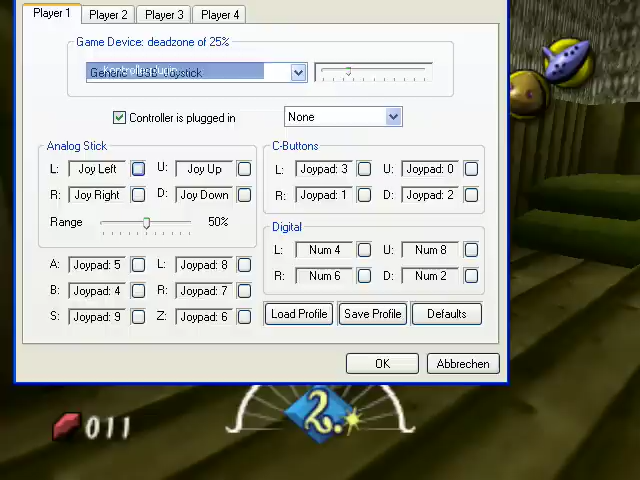 Player 1 Player 2 Player 3 Player 4
Game Device: deadzone of 25%
Generic USB Joystick
Controller is plugged in None
Analog Stick
L: Joy Left U: Joy Up
R: Joy Right D: Joy Down
Range 50%
A: Joypad: 5 L: Joypad: 8
B: Joypad: 4 R: Joypad: 7
S: Joypad: 9 Z: Joypad: 6
C-Buttons
L: Joypad: 3 U: Joypad: 0
R: Joypad: 1 D: Joypad: 2
Digital
L: Num 4 U: Num 8
R: Num 6 D: Num 2
Load Profile Save Profile Defaults
OK Abbrechen
011
2.